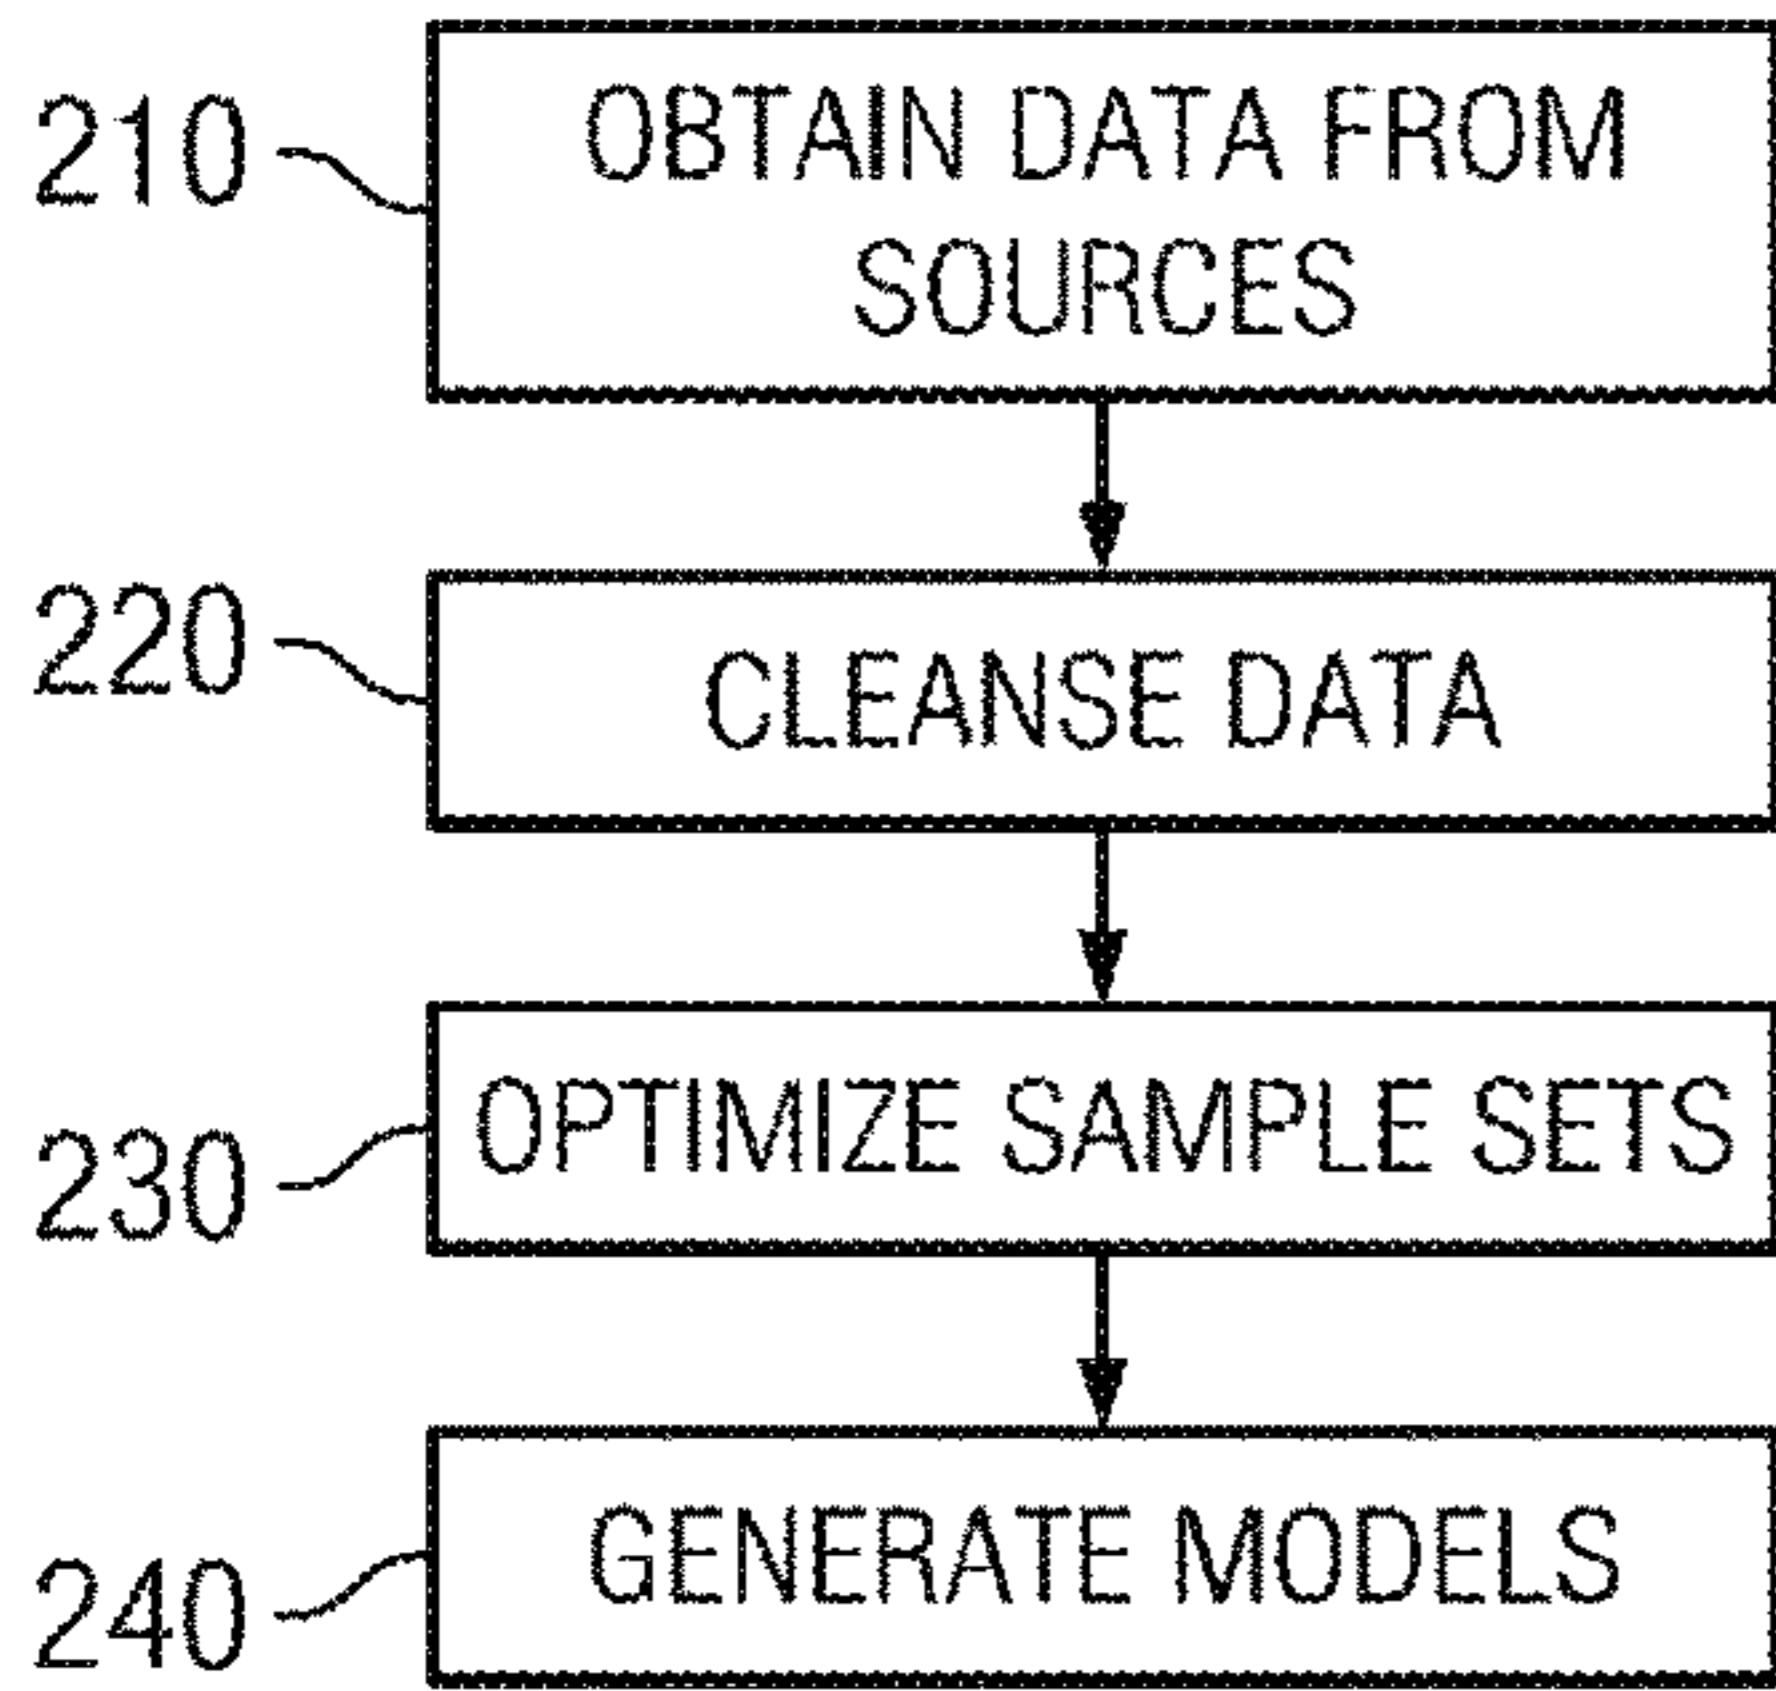 210
OBTAIN DATA FROM
SOURCES
220
CLEANSE DATA
230
OPTIMIZE SAMPLE SETS
240
GENERATE MODELS